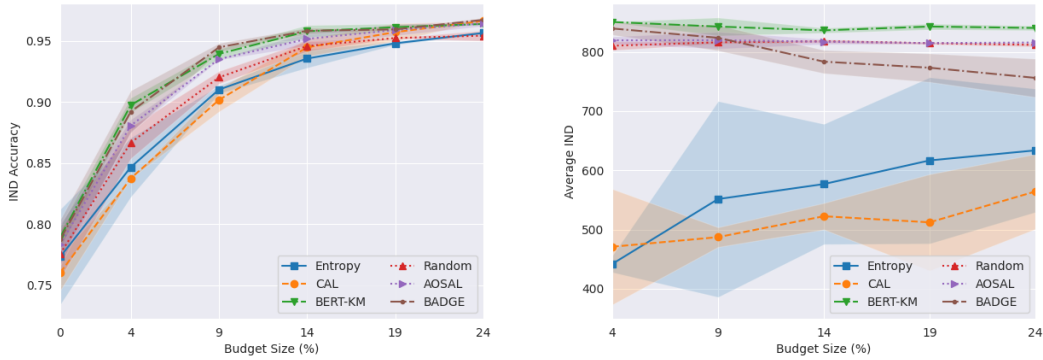 0.95
0.90
0.85
0.80
0.75
IND Accuracy
0 4 9 14 19 24
Budget Size (%)
Entropy Random
CAL AOSAL
BERT-KM BADGE
800
700
600
500
400
Average IND
4 9 14 19 24
Budget Size (%)
Entropy Random
CAL AOSAL
BERT-KM BADGE